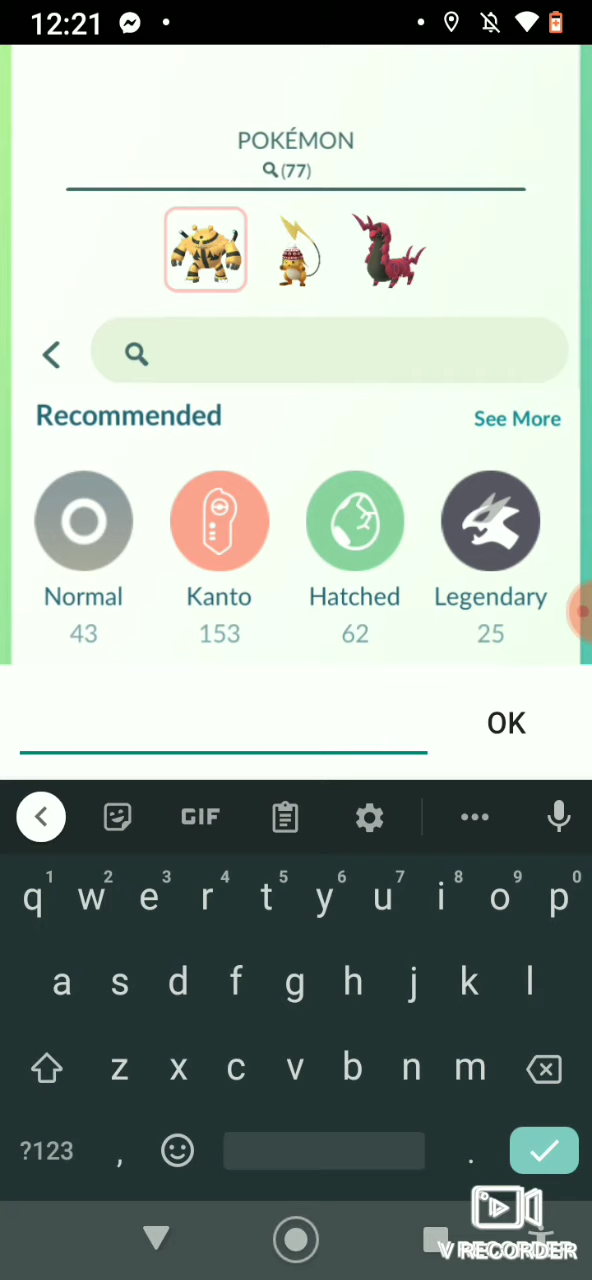 12:21
POKÉMON
(77)
Recommended
See More
Normal Kanto Hatched Legendary
43 153 62 25
OK
GIF
1 2 3 4 5 6 7 8 9 0
q w e r t y u i o p
a s d f g h j k l
z x c v b n m
?123 , .
V RECORDER